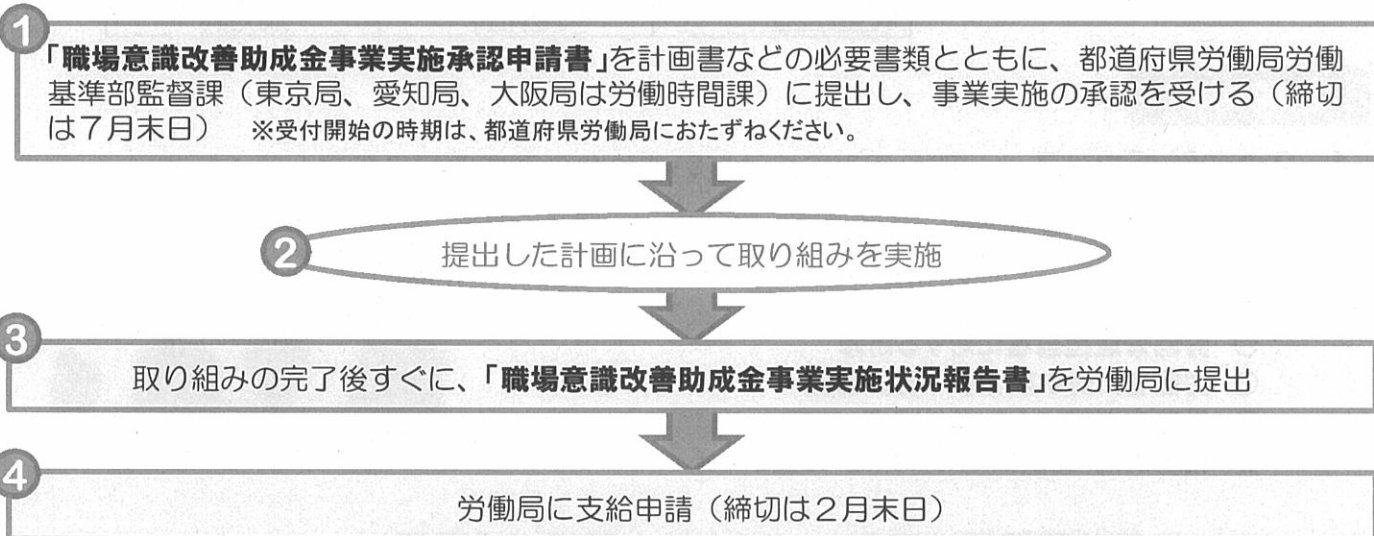 1
「職場意識改善助成金事業実施承認申請書」を計画書などの必要書類とともに、都道府県労働局労働
基準部監督課（東京局、愛知局、大阪局は労働時間課）に提出し、事業実施の承認を受ける（締切
は７月末日）　※受付開始の時期は、都道府県労働局におたずねください。
2
提出した計画に沿って取り組みを実施
3
取り組みの完了後すぐに、「職場意識改善助成金事業実施状況報告書」を労働局に提出
4
労働局に支給申請（締切は２月末日）